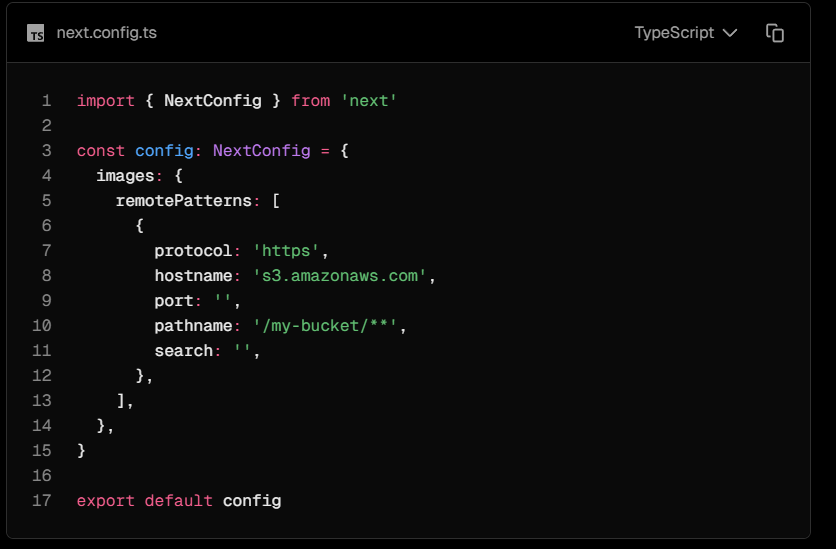 TS next.config.ts TypeScript
1 import { NextConfig } from 'next'
2
3 const config: NextConfig = {
4   images: {
5     remotePatterns: [
6       {
7         protocol: 'https',
8         hostname: 's3.amazonaws.com',
9         port: '',
10         pathname: '/my-bucket/**',
11         search: '',
12       },
13     ],
14   },
15 }
16
17 export default config